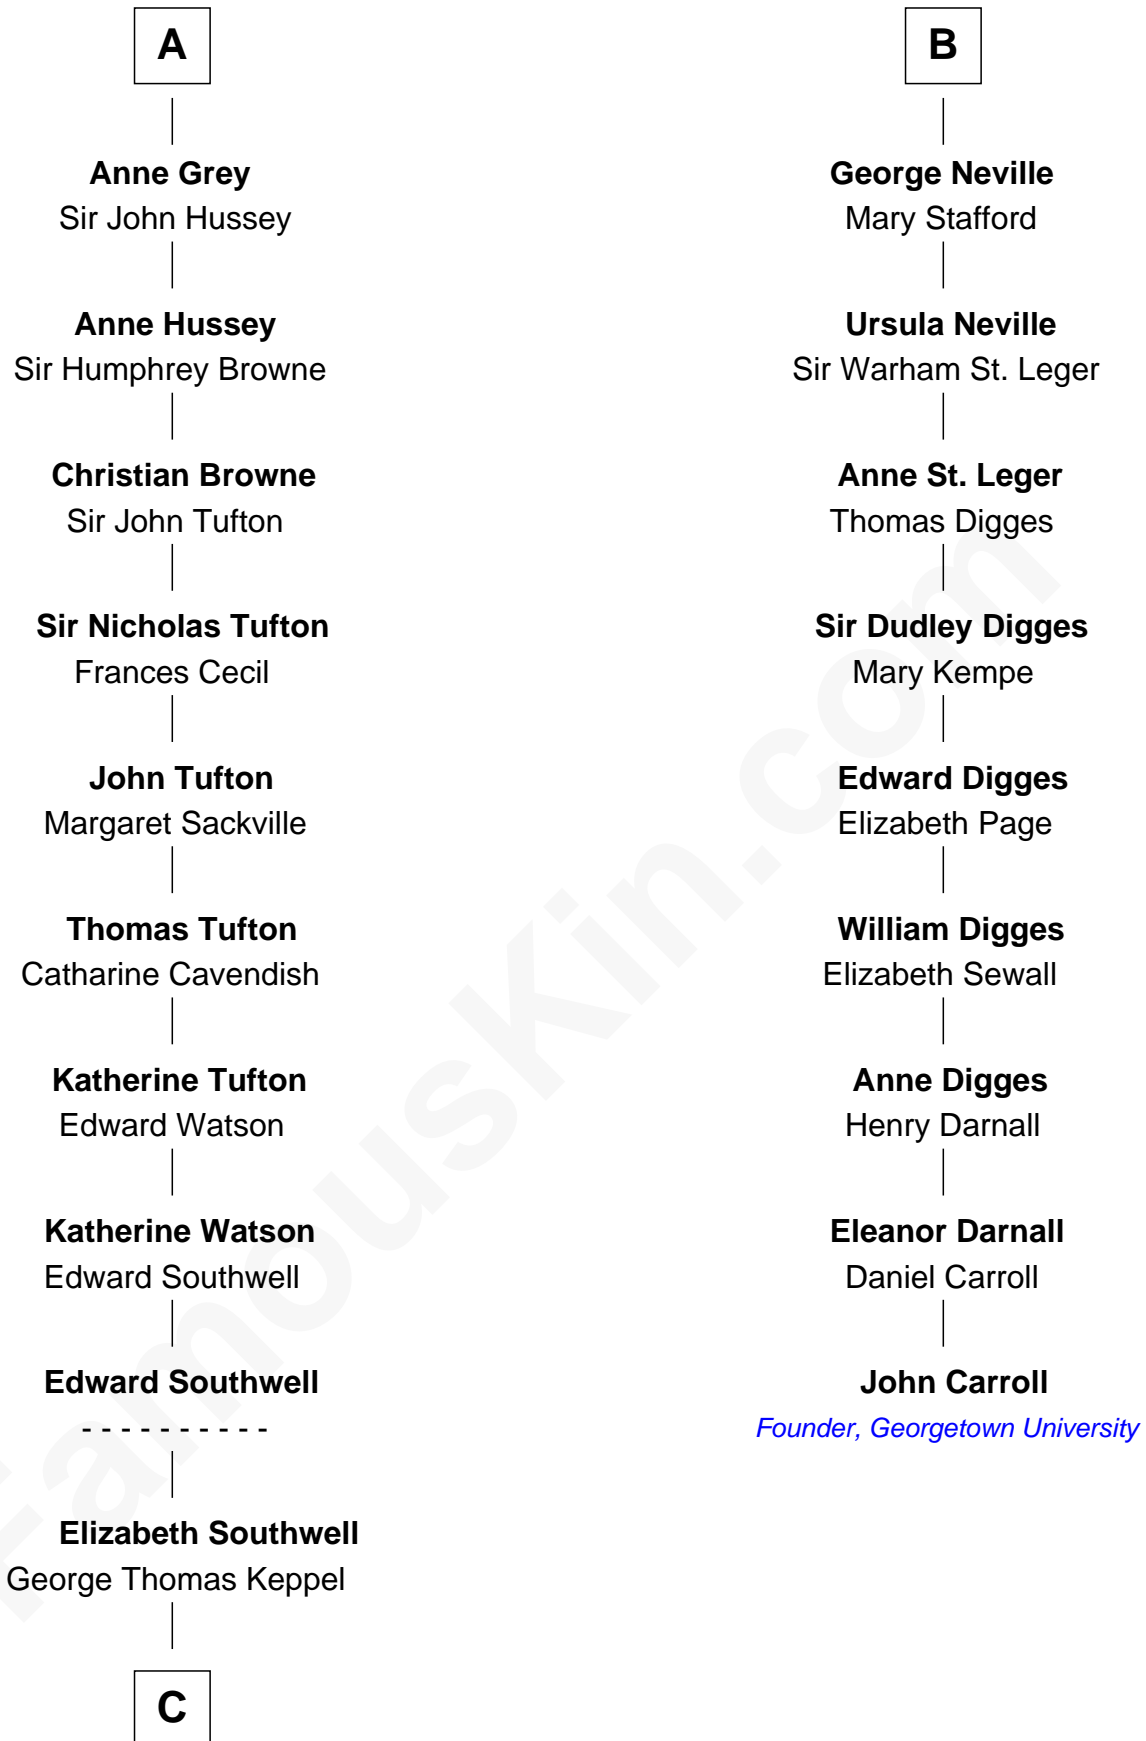 A
Anne Grey
Sir John Hussey
Anne Hussey
Sir Humphrey Browne
Christian Browne
Sir John Tufton
Sir Nicholas Tufton
Frances Cecil
John Tufton
Margaret Sackville
Thomas Tufton
Catharine Cavendish
Katherine Tufton
Edward Watson
Katherine Watson
Edward Southwell
Edward Southwell
- - - - - - - - - -
Elizabeth Southwell
George Thomas Keppel
C
B
George Neville
Mary Stafford
Ursula Neville
Sir Warham St. Leger
Anne St. Leger
Thomas Digges
Sir Dudley Digges
Mary Kempe
Edward Digges
Elizabeth Page
William Digges
Elizabeth Sewall
Anne Digges
Henry Darnall
Eleanor Darnall
Daniel Carroll
John Carroll
Founder, Georgetown University
FamousKin.com